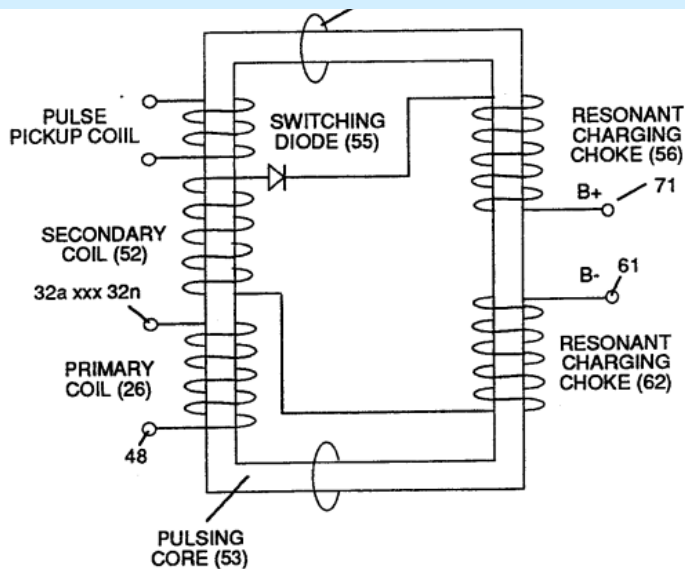 PULSE
PICKUP COIIL
SWITCHING
DIODE (55)
RESONANT
CHARGING
CHOKE (56)
B+
71
SECONDARY
COIL (52)
B-
61
32a xxx 32n
PRIMARY
COIL (26)
RESONANT
CHARGING
CHOKE (62)
48
PULSING
CORE (53)